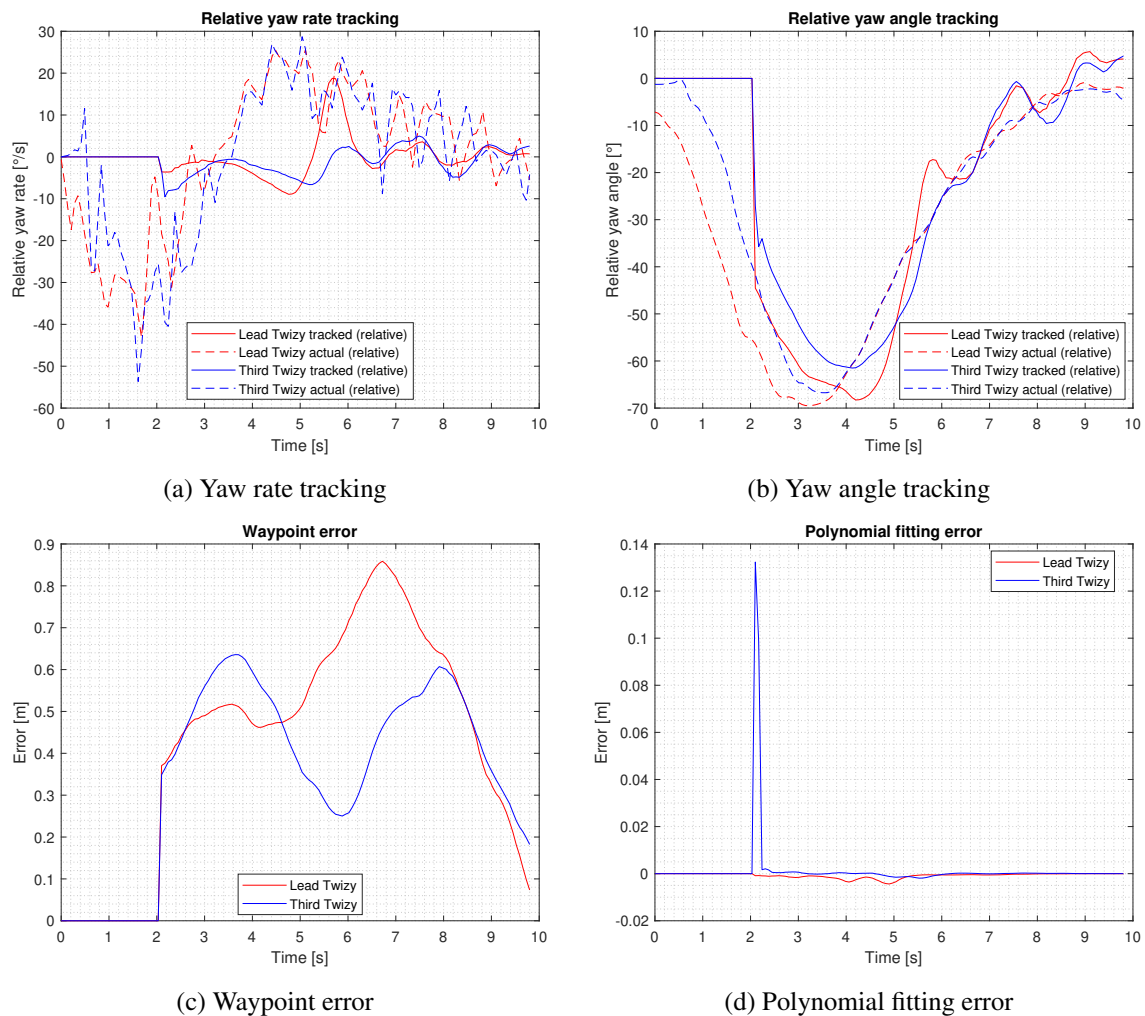 Relative yaw rate tracking
30
20
10
0
-10
-20
-30
-40
-50
-60
Relative yaw rate [°/s]
Lead Twizy tracked (relative)
Lead Twizy actual (relative)
Third Twizy tracked (relative)
Third Twizy actual (relative)
0 1 2 3 4 5 6 7 8 9 10
Time [s]
(a) Yaw rate tracking
Relative yaw angle tracking
10
0
-10
-20
-30
-40
-50
-60
-70
Relative yaw angle [°]
Lead Twizy tracked (relative)
Lead Twizy actual (relative)
Third Twizy tracked (relative)
Third Twizy actual (relative)
0 1 2 3 4 5 6 7 8 9 10
Time [s]
(b) Yaw angle tracking
Waypoint error
0.9
0.8
0.7
0.6
0.5
0.4
0.3
0.2
0.1
0
Error [m]
Lead Twizy
Third Twizy
0 1 2 3 4 5 6 7 8 9 10
Time [s]
(c) Waypoint error
Polynomial fitting error
0.14
0.12
0.1
0.08
0.06
0.04
0.02
0
-0.02
Error [m]
Lead Twizy
Third Twizy
0 1 2 3 4 5 6 7 8 9 10
Time [s]
(d) Polynomial fitting error